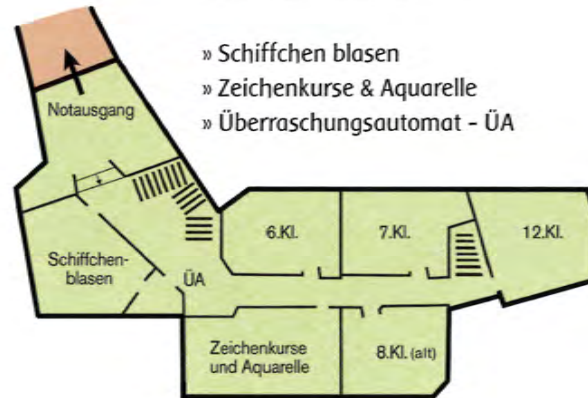 » Schiffchen blasen
» Zeichenkurse & Aquarelle
» Überraschungsautomat - ÜA
Notausgang
6.Kl.
7.Kl.
12.Kl.
Schiffchen-
blasen
ÜA
Zeichenkurse
und Aquarelle
8.Kl. (alt)